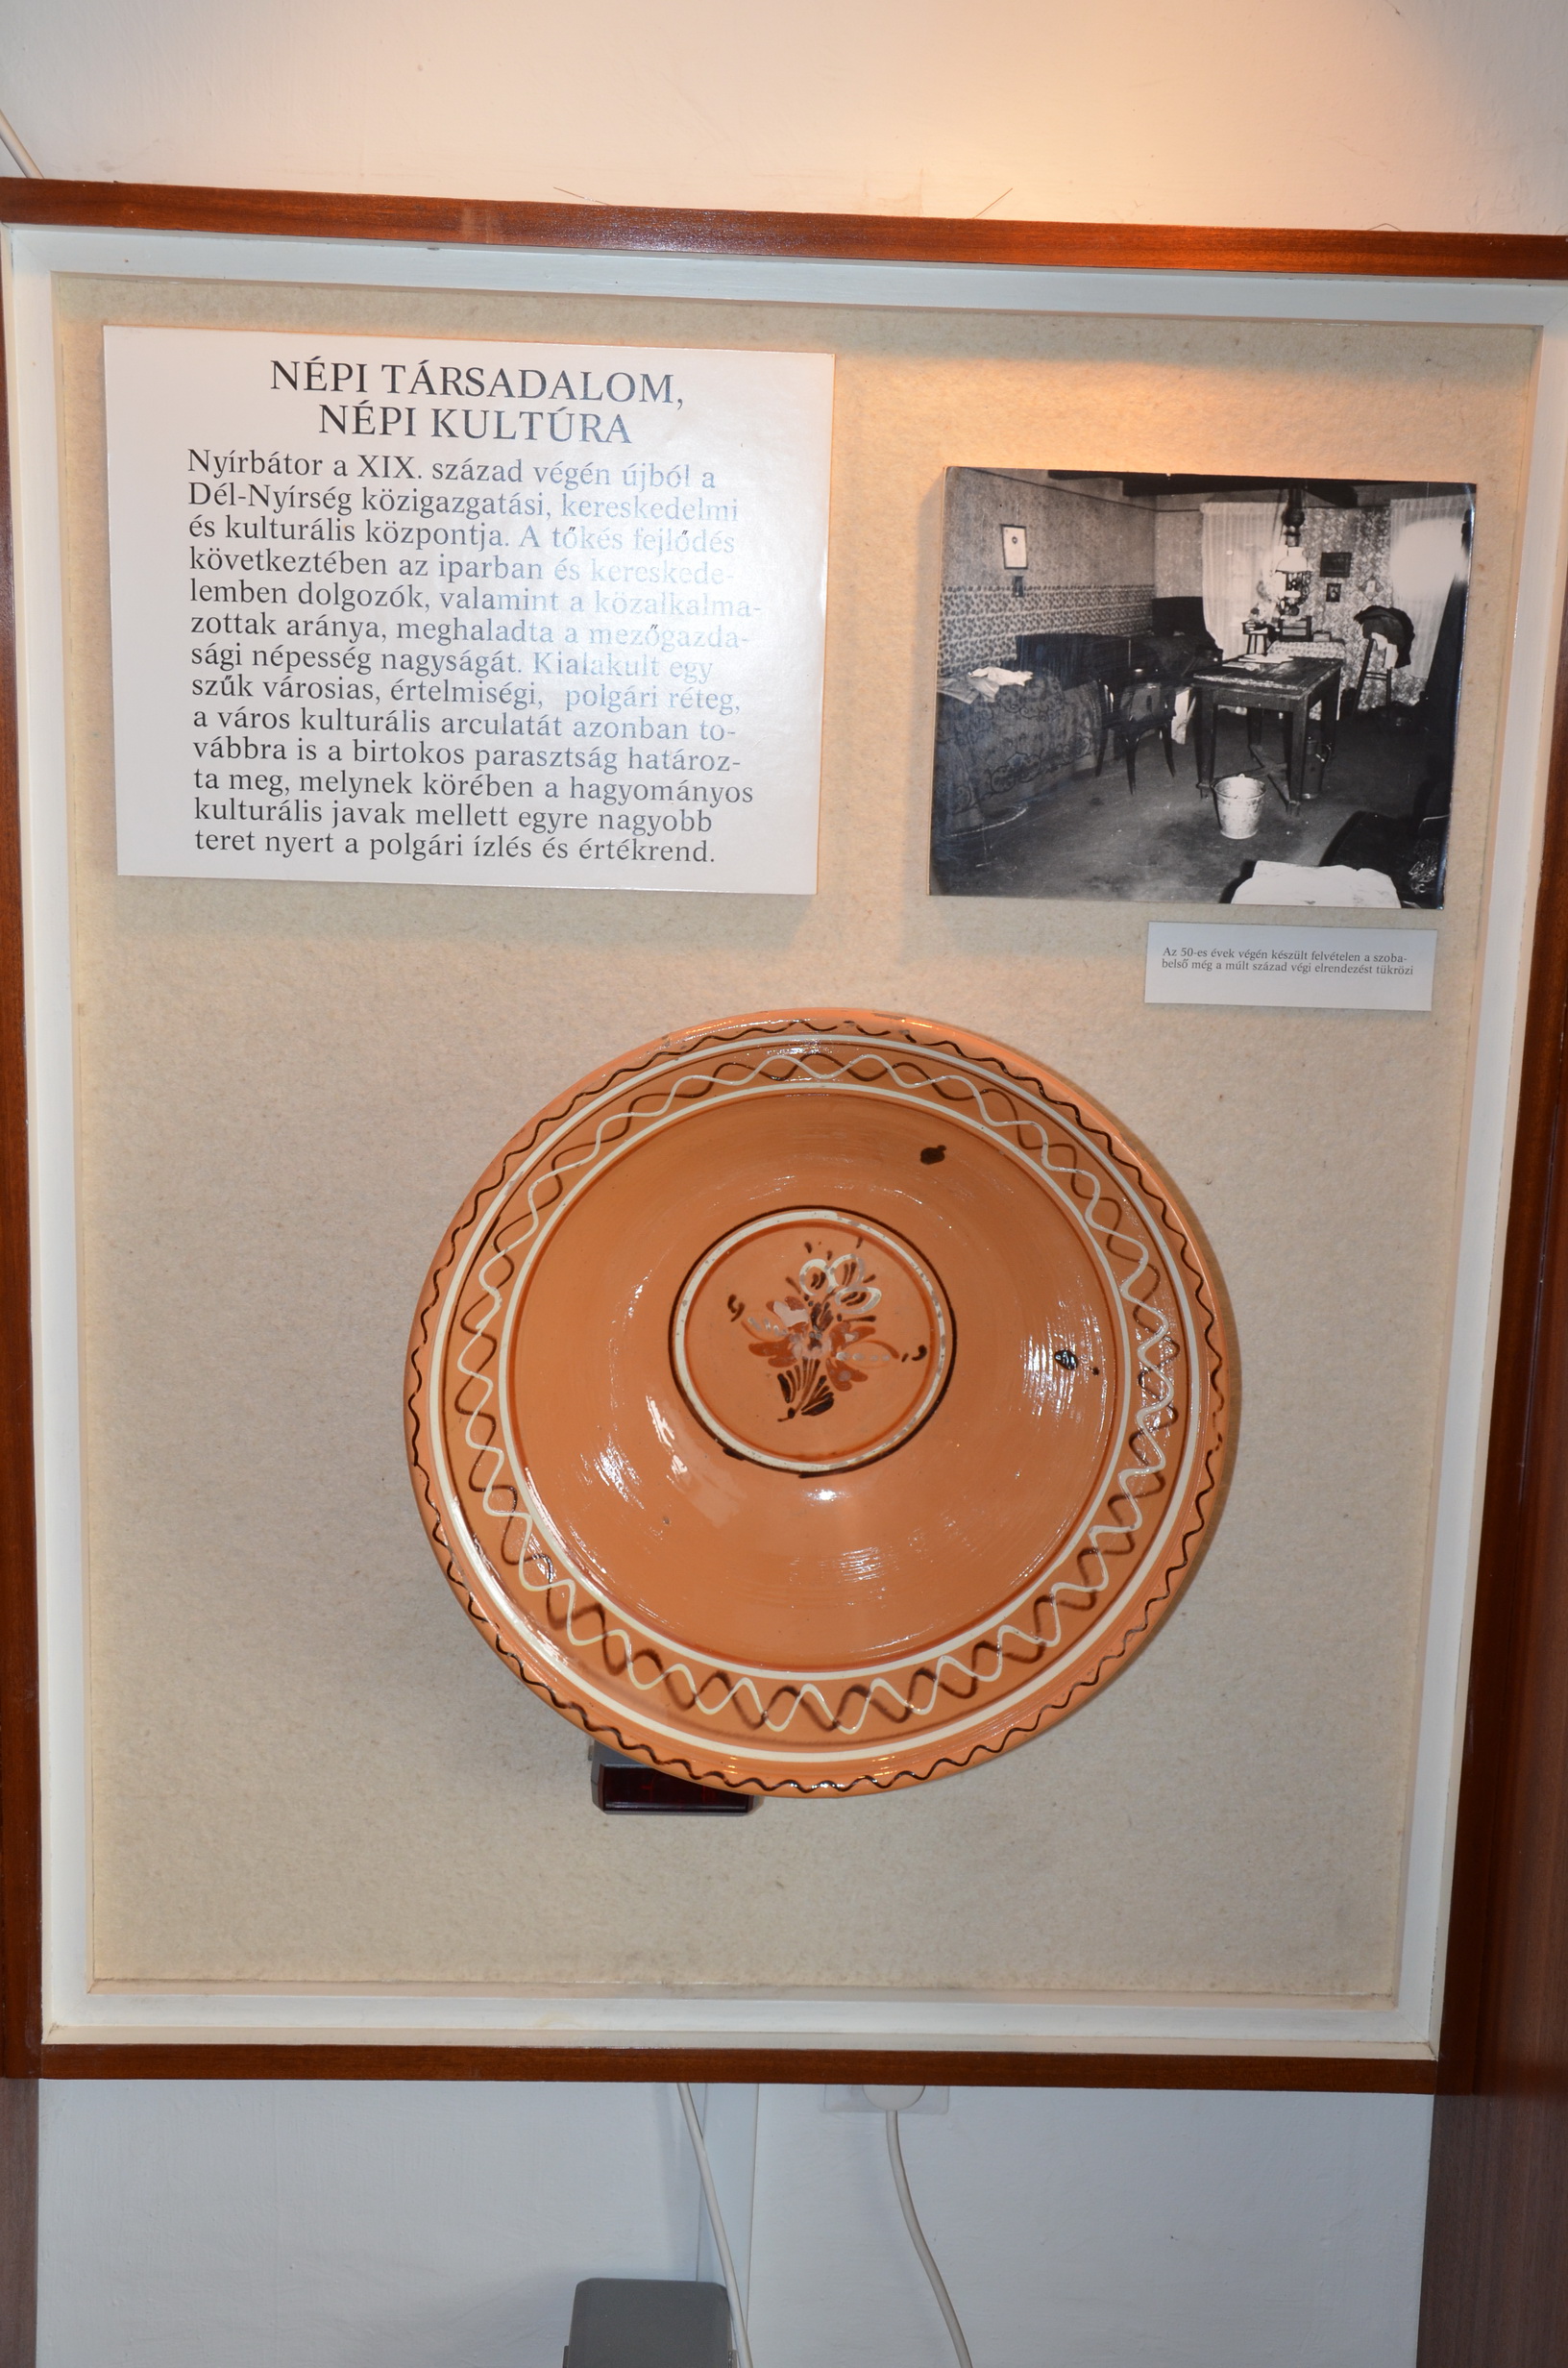 NÉPI TÁRSADALOM,
NÉPI KULTÚRA
Nyírbátor a XIX. század végén újból a
Dél-Nyírség közigazgatási, kereskedelmi
és kulturális központja. A tőkés fejlődés
következtében az iparban és kereskede-
lemben dolgozók, valamint a közalkalma-
zottak aránya, meghaladta a mezőgazda-
sági népesség nagyságát. Kialakult egy
szűk városias, értelmiségi, polgári réteg,
a város kulturális arculatát azonban to-
vábbra is a birtokos parasztság határoz-
ta meg, melynek körében a hagyományos
kulturális javak mellett egyre nagyobb
teret nyert a polgári ízlés és értékrend.
Az 50-es évek végén készült felvételen a szoba-
belső még a múlt század végi elrendezést tükrözi